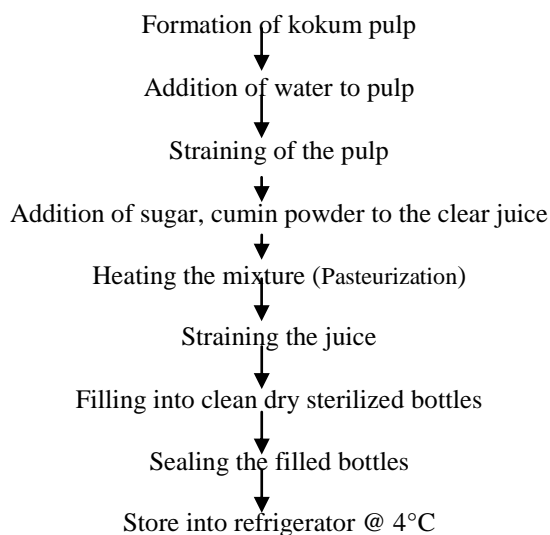 Formation of kokum pulp
Addition of water to pulp
Straining of the pulp
Addition of sugar, cumin powder to the clear juice
Heating the mixture (Pasteurization)
Straining the juice
Filling into clean dry sterilized bottles
Sealing the filled bottles
Store into refrigerator @ 4°C